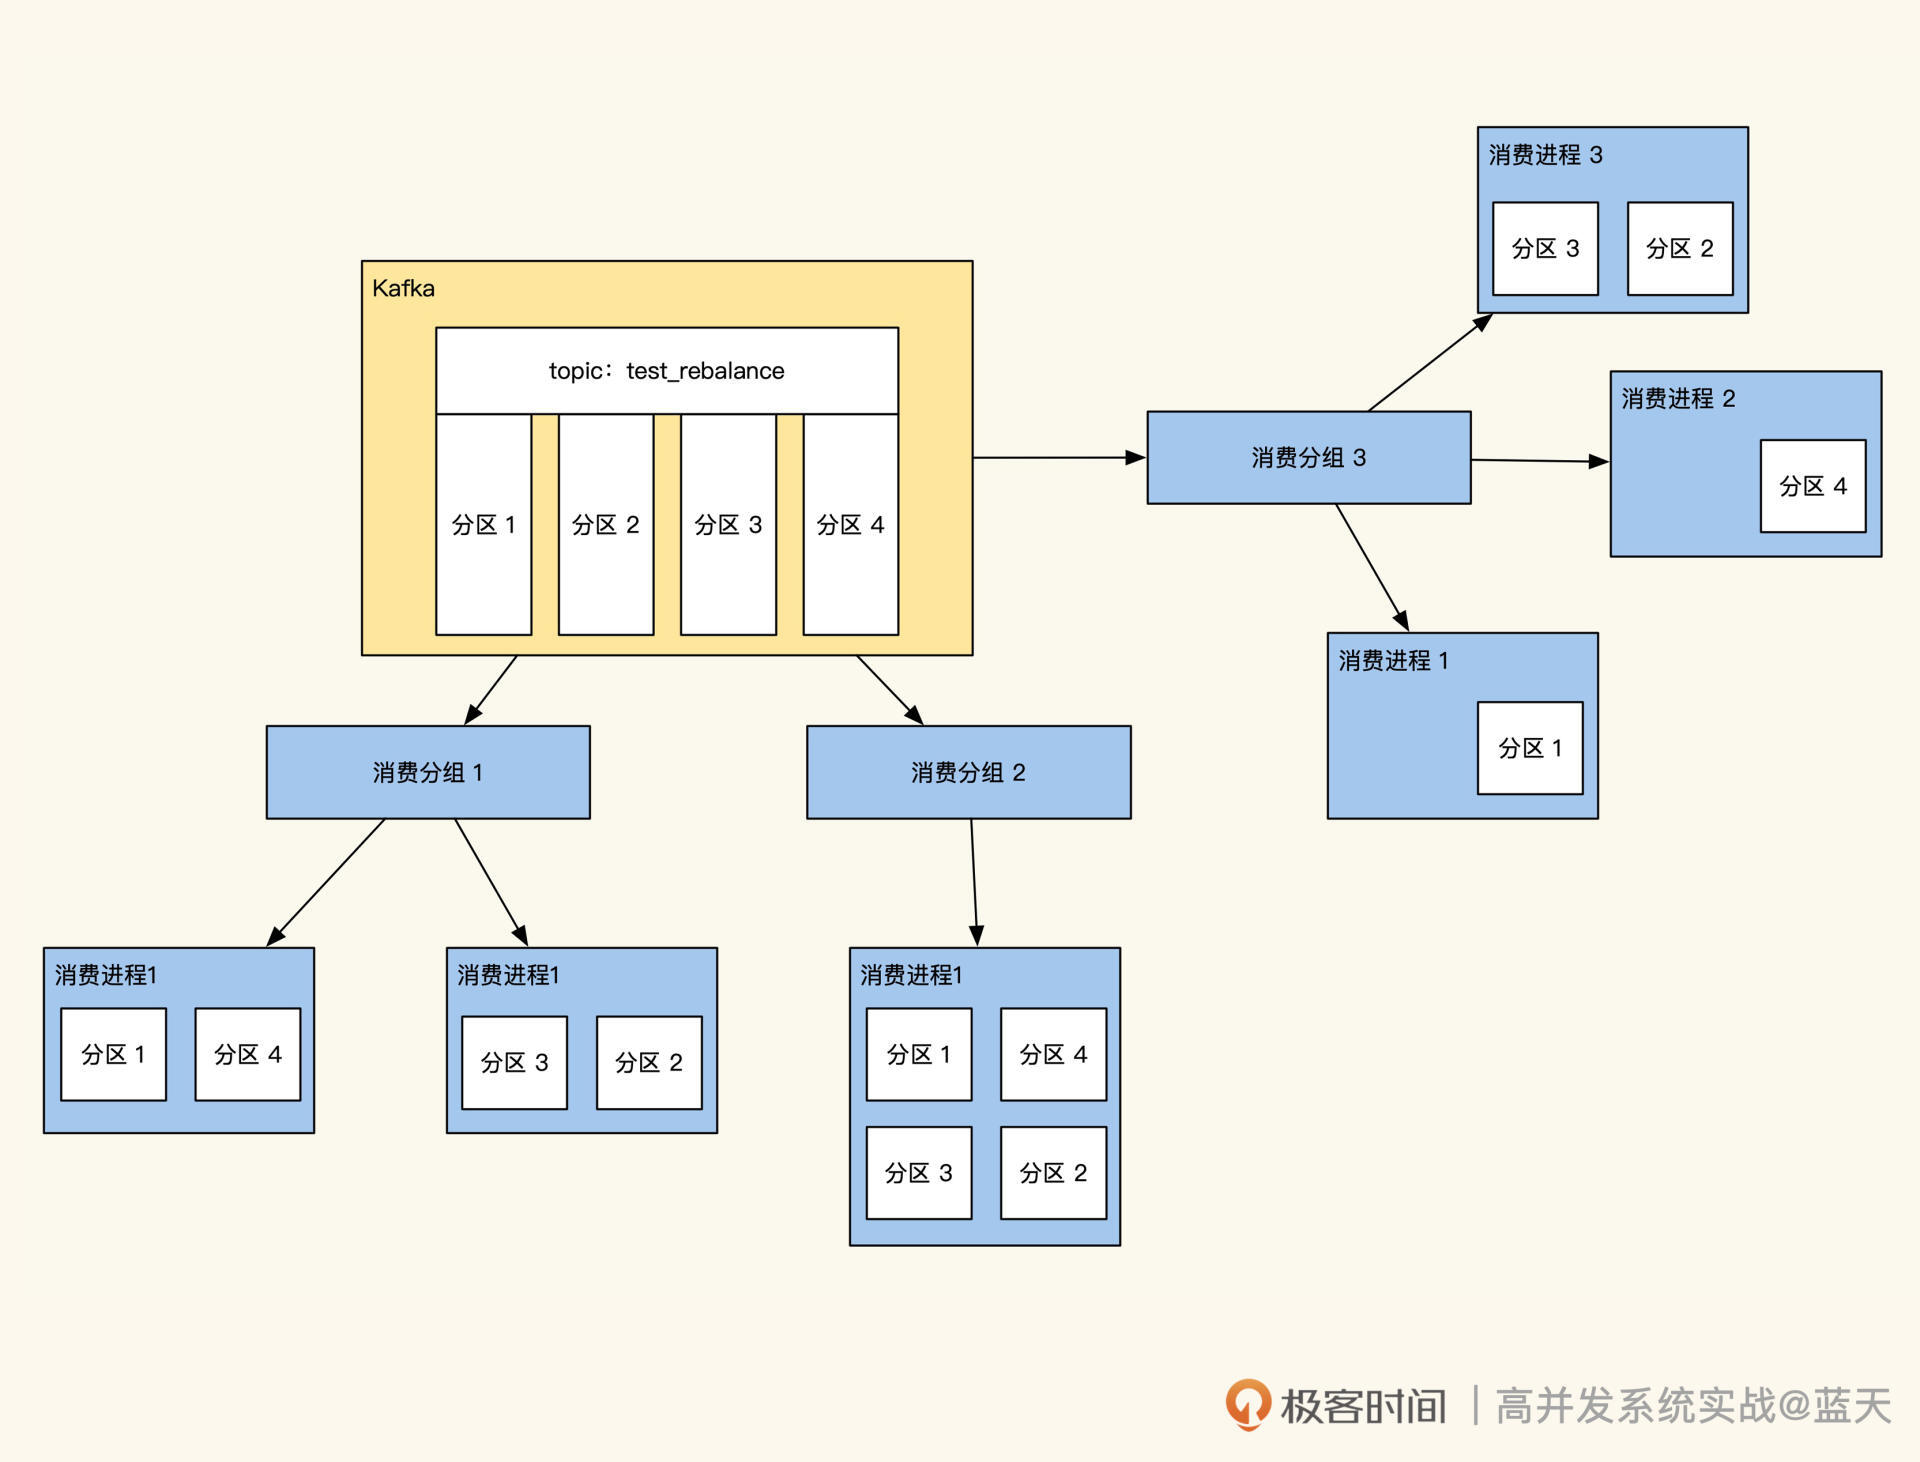 消费进程 3
分区 3
分区 2
Kafka
topic：test_rebalance
分区 1
分区 2
分区 3
分区 4
消费分组 3
消费进程 2
分区 4
消费进程 1
分区 1
消费分组 1
消费分组 2
消费进程1
分区 1
分区 4
消费进程1
分区 3
分区 2
消费进程1
分区 1
分区 4
分区 3
分区 2
极客时间 | 高并发系统实战@蓝天